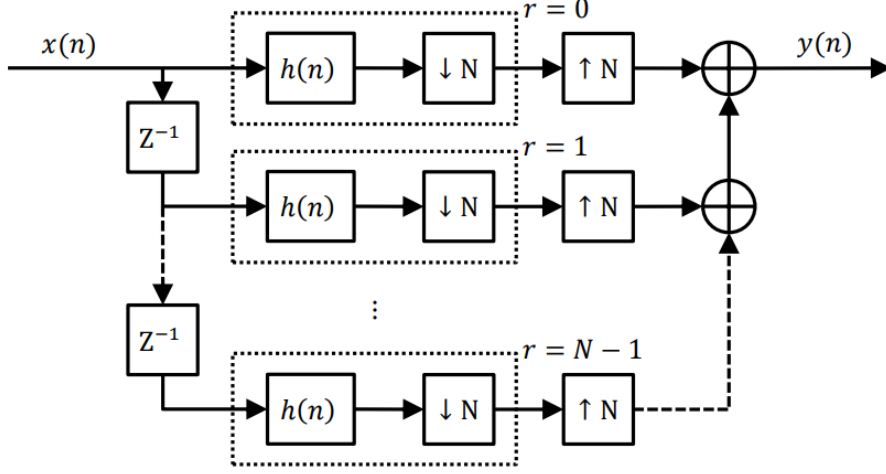 r = 0
x(n) h(n) ↓ N ↑ N y(n)
Z⁻¹
r = 1
h(n) ↓ N ↑ N
⋮
Z⁻¹
r = N − 1
h(n) ↓ N ↑ N